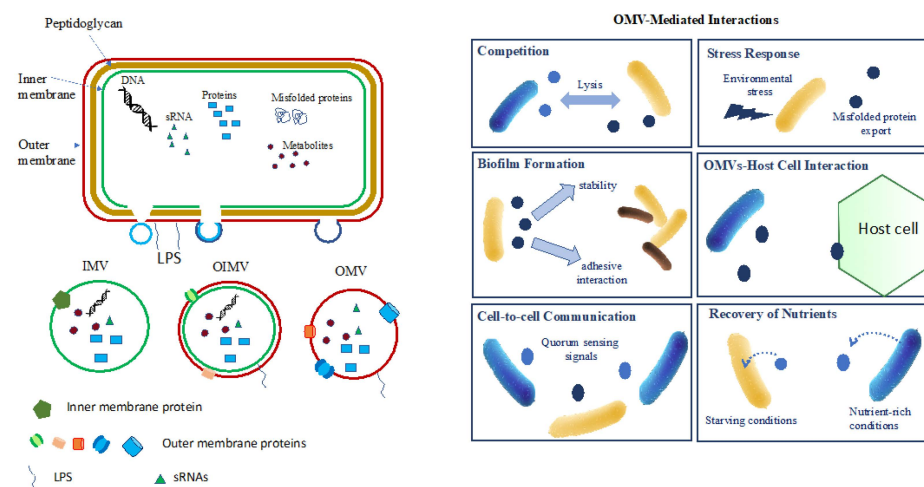 Peptidoglycan
Inner
membrane
Outer
membrane
DNA
sRNA
Proteins
Misfolded proteins
Metabolites
LPS
IMV
OIMV
OMV
Inner membrane protein
Outer membrane proteins
LPS
sRNAs
OMV-Mediated Interactions
Competition
Lysis
Stress Response
Environmental
stress
Misfolded protein
export
Biofilm Formation
stability
adhesive
interaction
OMVs-Host Cell Interaction
Host cell
Cell-to-cell Communication
Quorum sensing
signals
Recovery of Nutrients
Starving conditions
Nutrient-rich
conditions